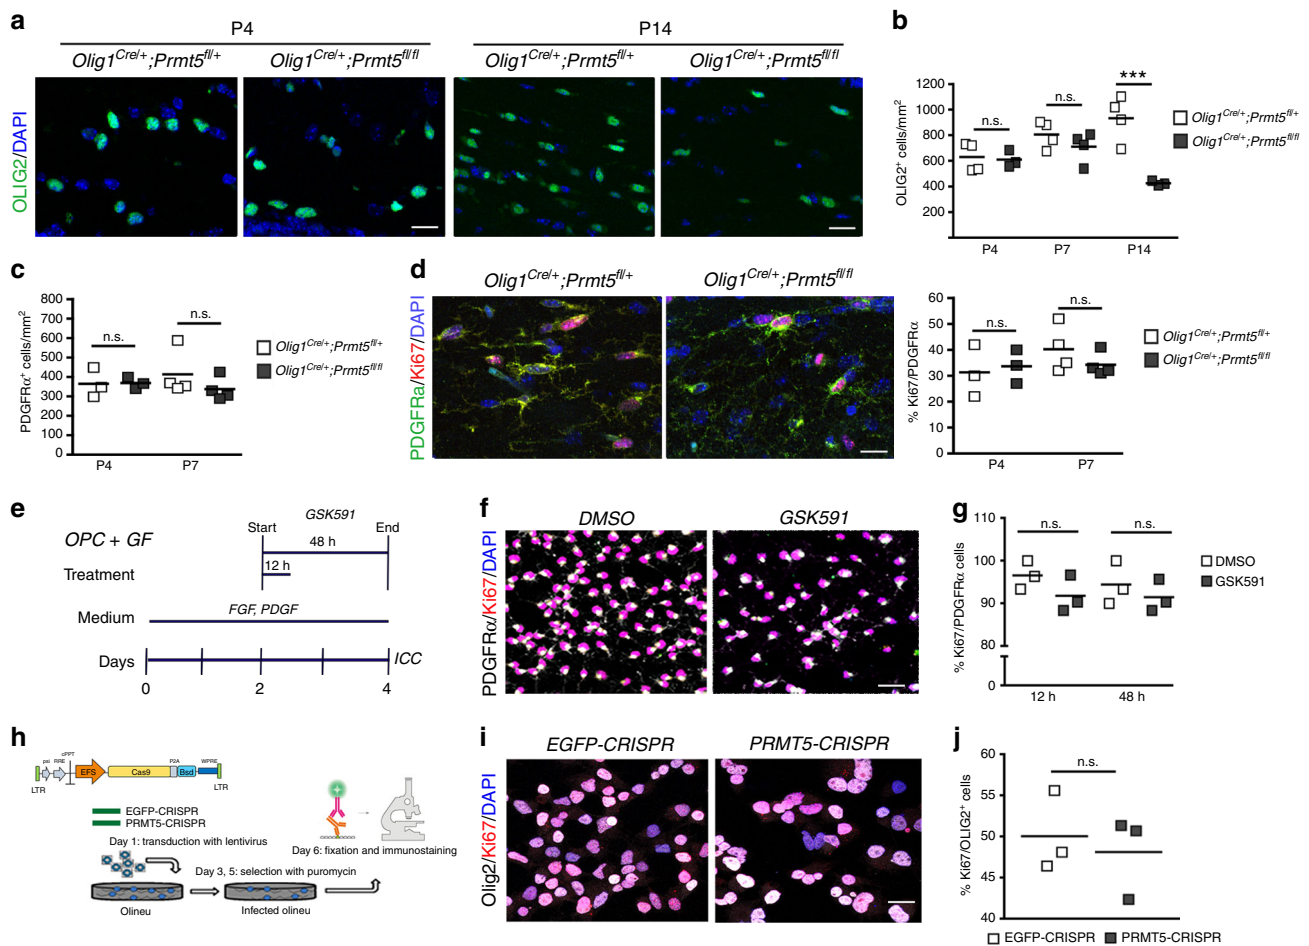 a
P4
P14
Olig1Cre/+;Prmt5fl/+
Olig1Cre/+;Prmt5fl/fl
Olig1Cre/+;Prmt5fl/+
Olig1Cre/+;Prmt5fl/fl
OLIG2/DAPI
b
OLIG2+ cells/mm2
1200
1000
800
600
400
200
n.s.
n.s.
***
P4
P7
P14
Olig1Cre/+;Prmt5fl/+
Olig1Cre/+;Prmt5fl/fl
c
PDGFRα+ cells/mm2
800
700
600
500
400
300
200
100
0
n.s.
n.s.
P4
P7
Olig1Cre/+;Prmt5fl/+
Olig1Cre/+;Prmt5fl/fl
d
Olig1Cre/+;Prmt5fl/+
Olig1Cre/+;Prmt5fl/fl
PDGFRa/Ki67/DAPI
% Ki67/PDGFRα
60
50
40
30
20
10
0
n.s.
n.s.
P4
P7
Olig1Cre/+;Prmt5fl/+
Olig1Cre/+;Prmt5fl/fl
e
GSK591
Start
End
OPC + GF
48 h
Treatment
12 h
Medium
FGF, PDGF
Days
ICC
0
2
4
f
DMSO
GSK591
PDGFRα/Ki67/DAPI
g
% Ki67/PDGFRα cells
110
100
90
80
0
n.s.
n.s.
12 h
48 h
DMSO
GSK591
h
psi
RRE
cPPT
EFS
Cas9
P2A
Bsd
WPRE
LTR
LTR
EGFP-CRISPR
PRMT5-CRISPR
Day 1: transduction with lentivirus
Day 6: fixation and immunostaining
Day 3, 5: selection with puromycin
Olineu
Infected olineu
i
EGFP-CRISPR
PRMT5-CRISPR
Olig2/Ki67/DAPI
j
% Ki67/OLIG2+ cells
60
55
50
45
40
n.s.
EGFP-CRISPR
PRMT5-CRISPR